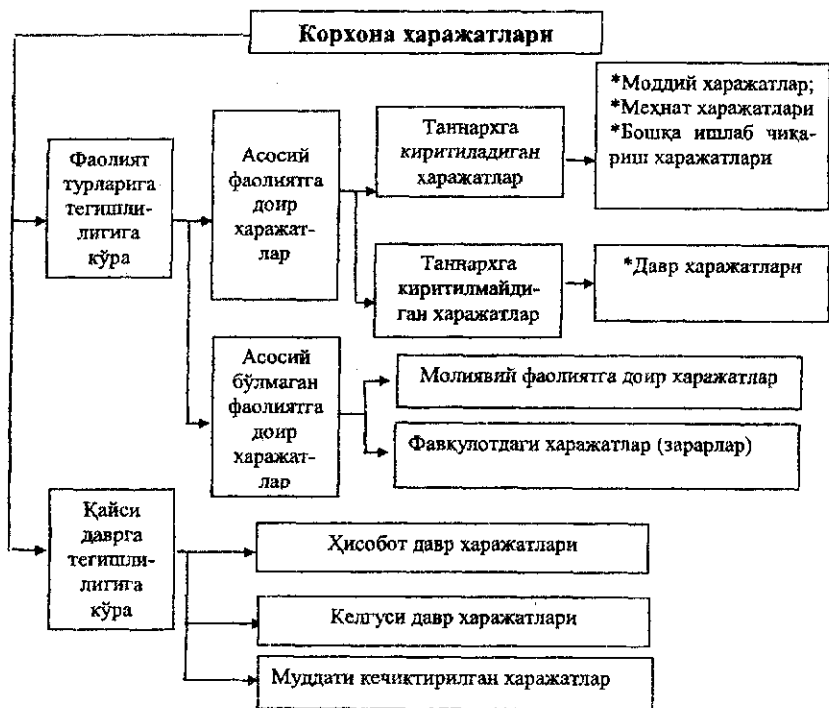 Корхона харажатлари
Фаолият
турларига
тегишли-
лигига
кўра
Асосий
фаолиятга
доир
харажат-
лар
Таннархга
киритиладиган
харажатлар
*Моддий харажатлар;
*Меҳнат харажатлари
*Бошқа ишлаб чиқа-
риш харажатлари
Таннархга
киритилмайди-
ган харажатлар
*Давр харажатлари
Асосий
бўлмаган
фаолиятга
доир
харажат-
лар
Молиявий фаолиятга доир харажатлар
Фавқулотдаги харажатлар (зарарлар)
Қайси
даврга
тегишли-
лигига
кўра
Ҳисобот давр харажатлари
Келгуси давр харажатлари
Муддати кечиктирилган харажатлар